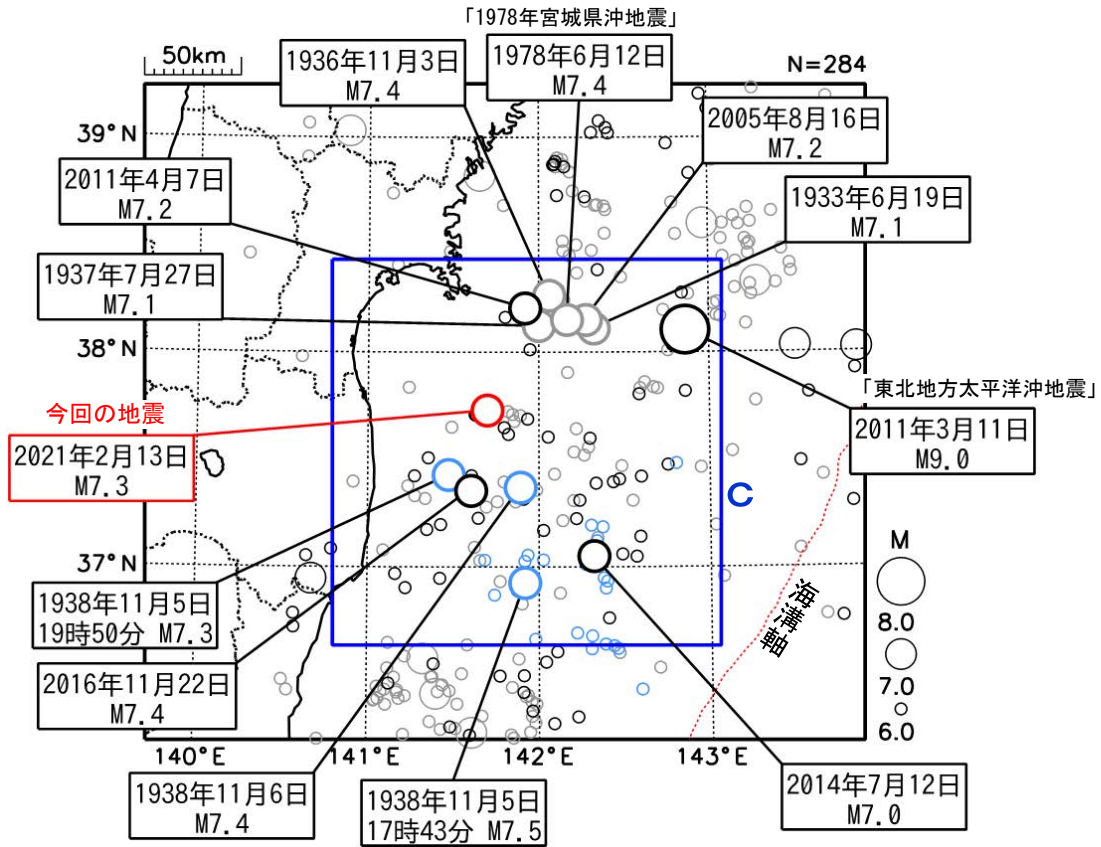 「1978年宮城県沖地震」
50km
N=284
1936年11月3日
M7.4
1978年6月12日
M7.4
2005年8月16日
M7.2
39°N
2011年4月7日
M7.2
1933年6月19日
M7.1
1937年7月27日
M7.1
38°N
「東北地方太平洋沖地震」
2011年3月11日
M9.0
今回の地震
2021年2月13日
M7.3
C
37°N
M
8.0
7.0
6.0
海溝軸
1938年11月5日
19時50分 M7.3
2016年11月22日
M7.4
140°E
141°E
142°E
143°E
1938年11月6日
M7.4
1938年11月5日
17時43分 M7.5
2014年7月12日
M7.0